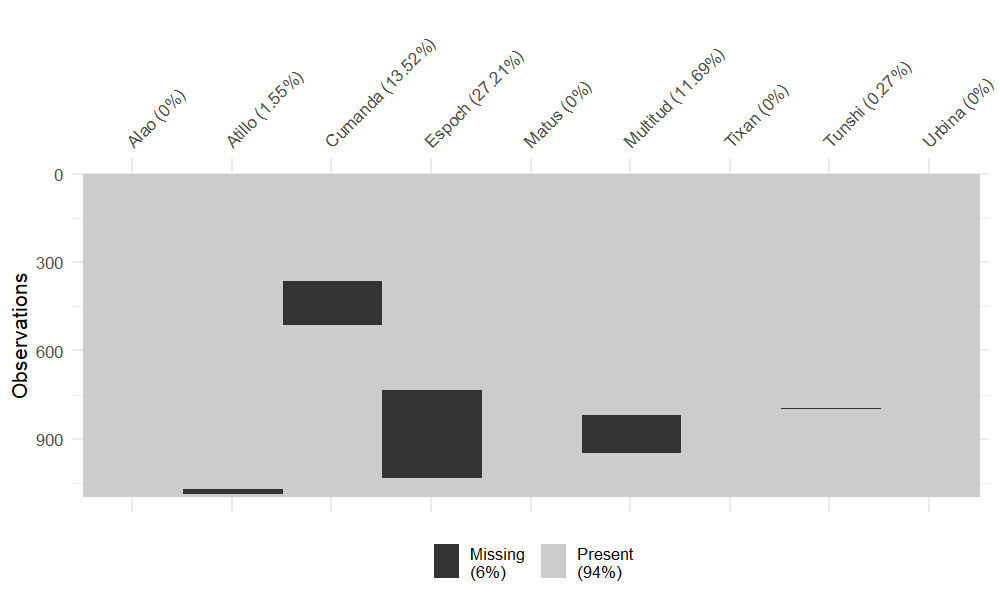 Alao (0%)
Atillo (1.55%)
Cumanda (13.52%)
Espoch (27.21%)
Matus (0%)
Multitud (11.69%)
Tixan (0%)
Tunshi (0.27%)
Urbina (0%)
Observations
0
300
600
900
Missing
(6%)
Present
(94%)